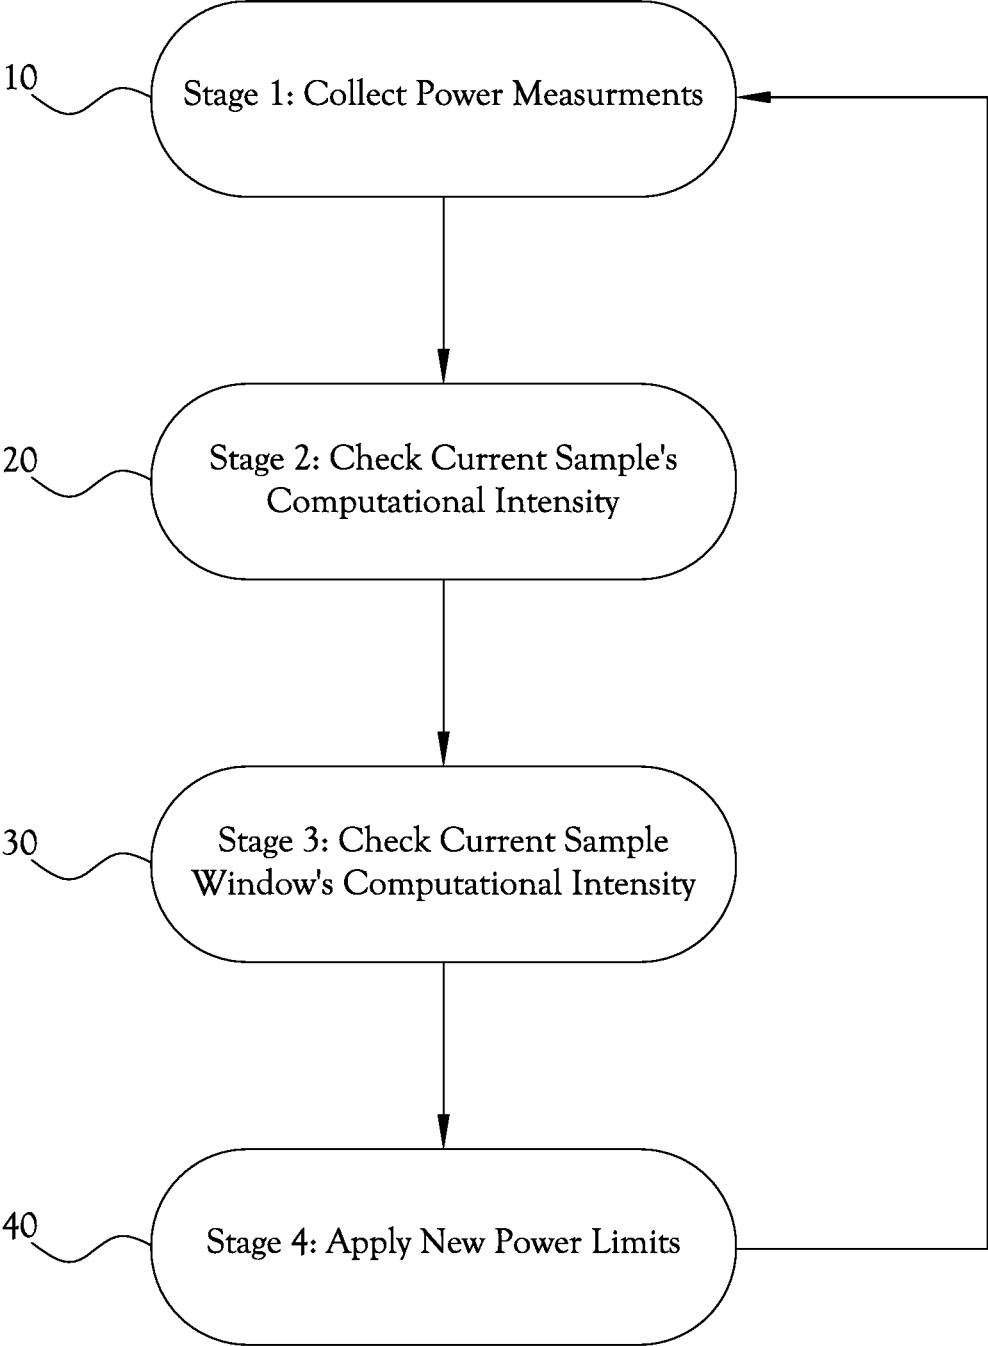 10
Stage 1: Collect Power Measurments
20
Stage 2: Check Current Sample's
Computational Intensity
30
Stage 3: Check Current Sample
Window's Computational Intensity
40
Stage 4: Apply New Power Limits